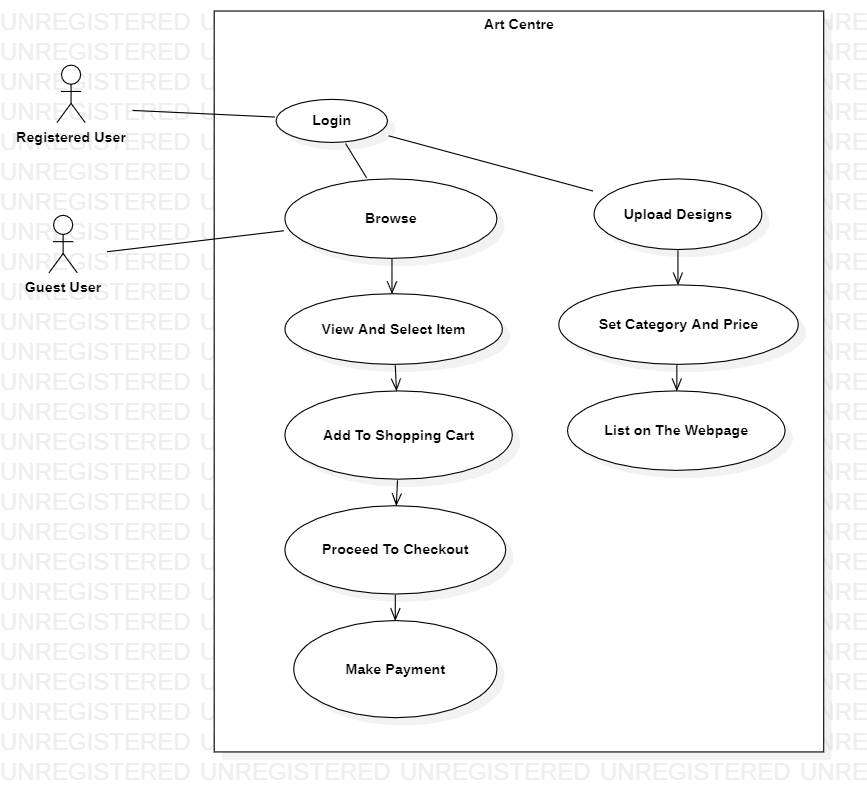 Art Centre
Registered User
Login
Browse
Upload Designs
Guest User
View And Select Item
Set Category And Price
Add To Shopping Cart
List on The Webpage
Proceed To Checkout
Make Payment
UNREGISTERED UNREGISTERED UNREGISTERED UNREGISTERED UNRE